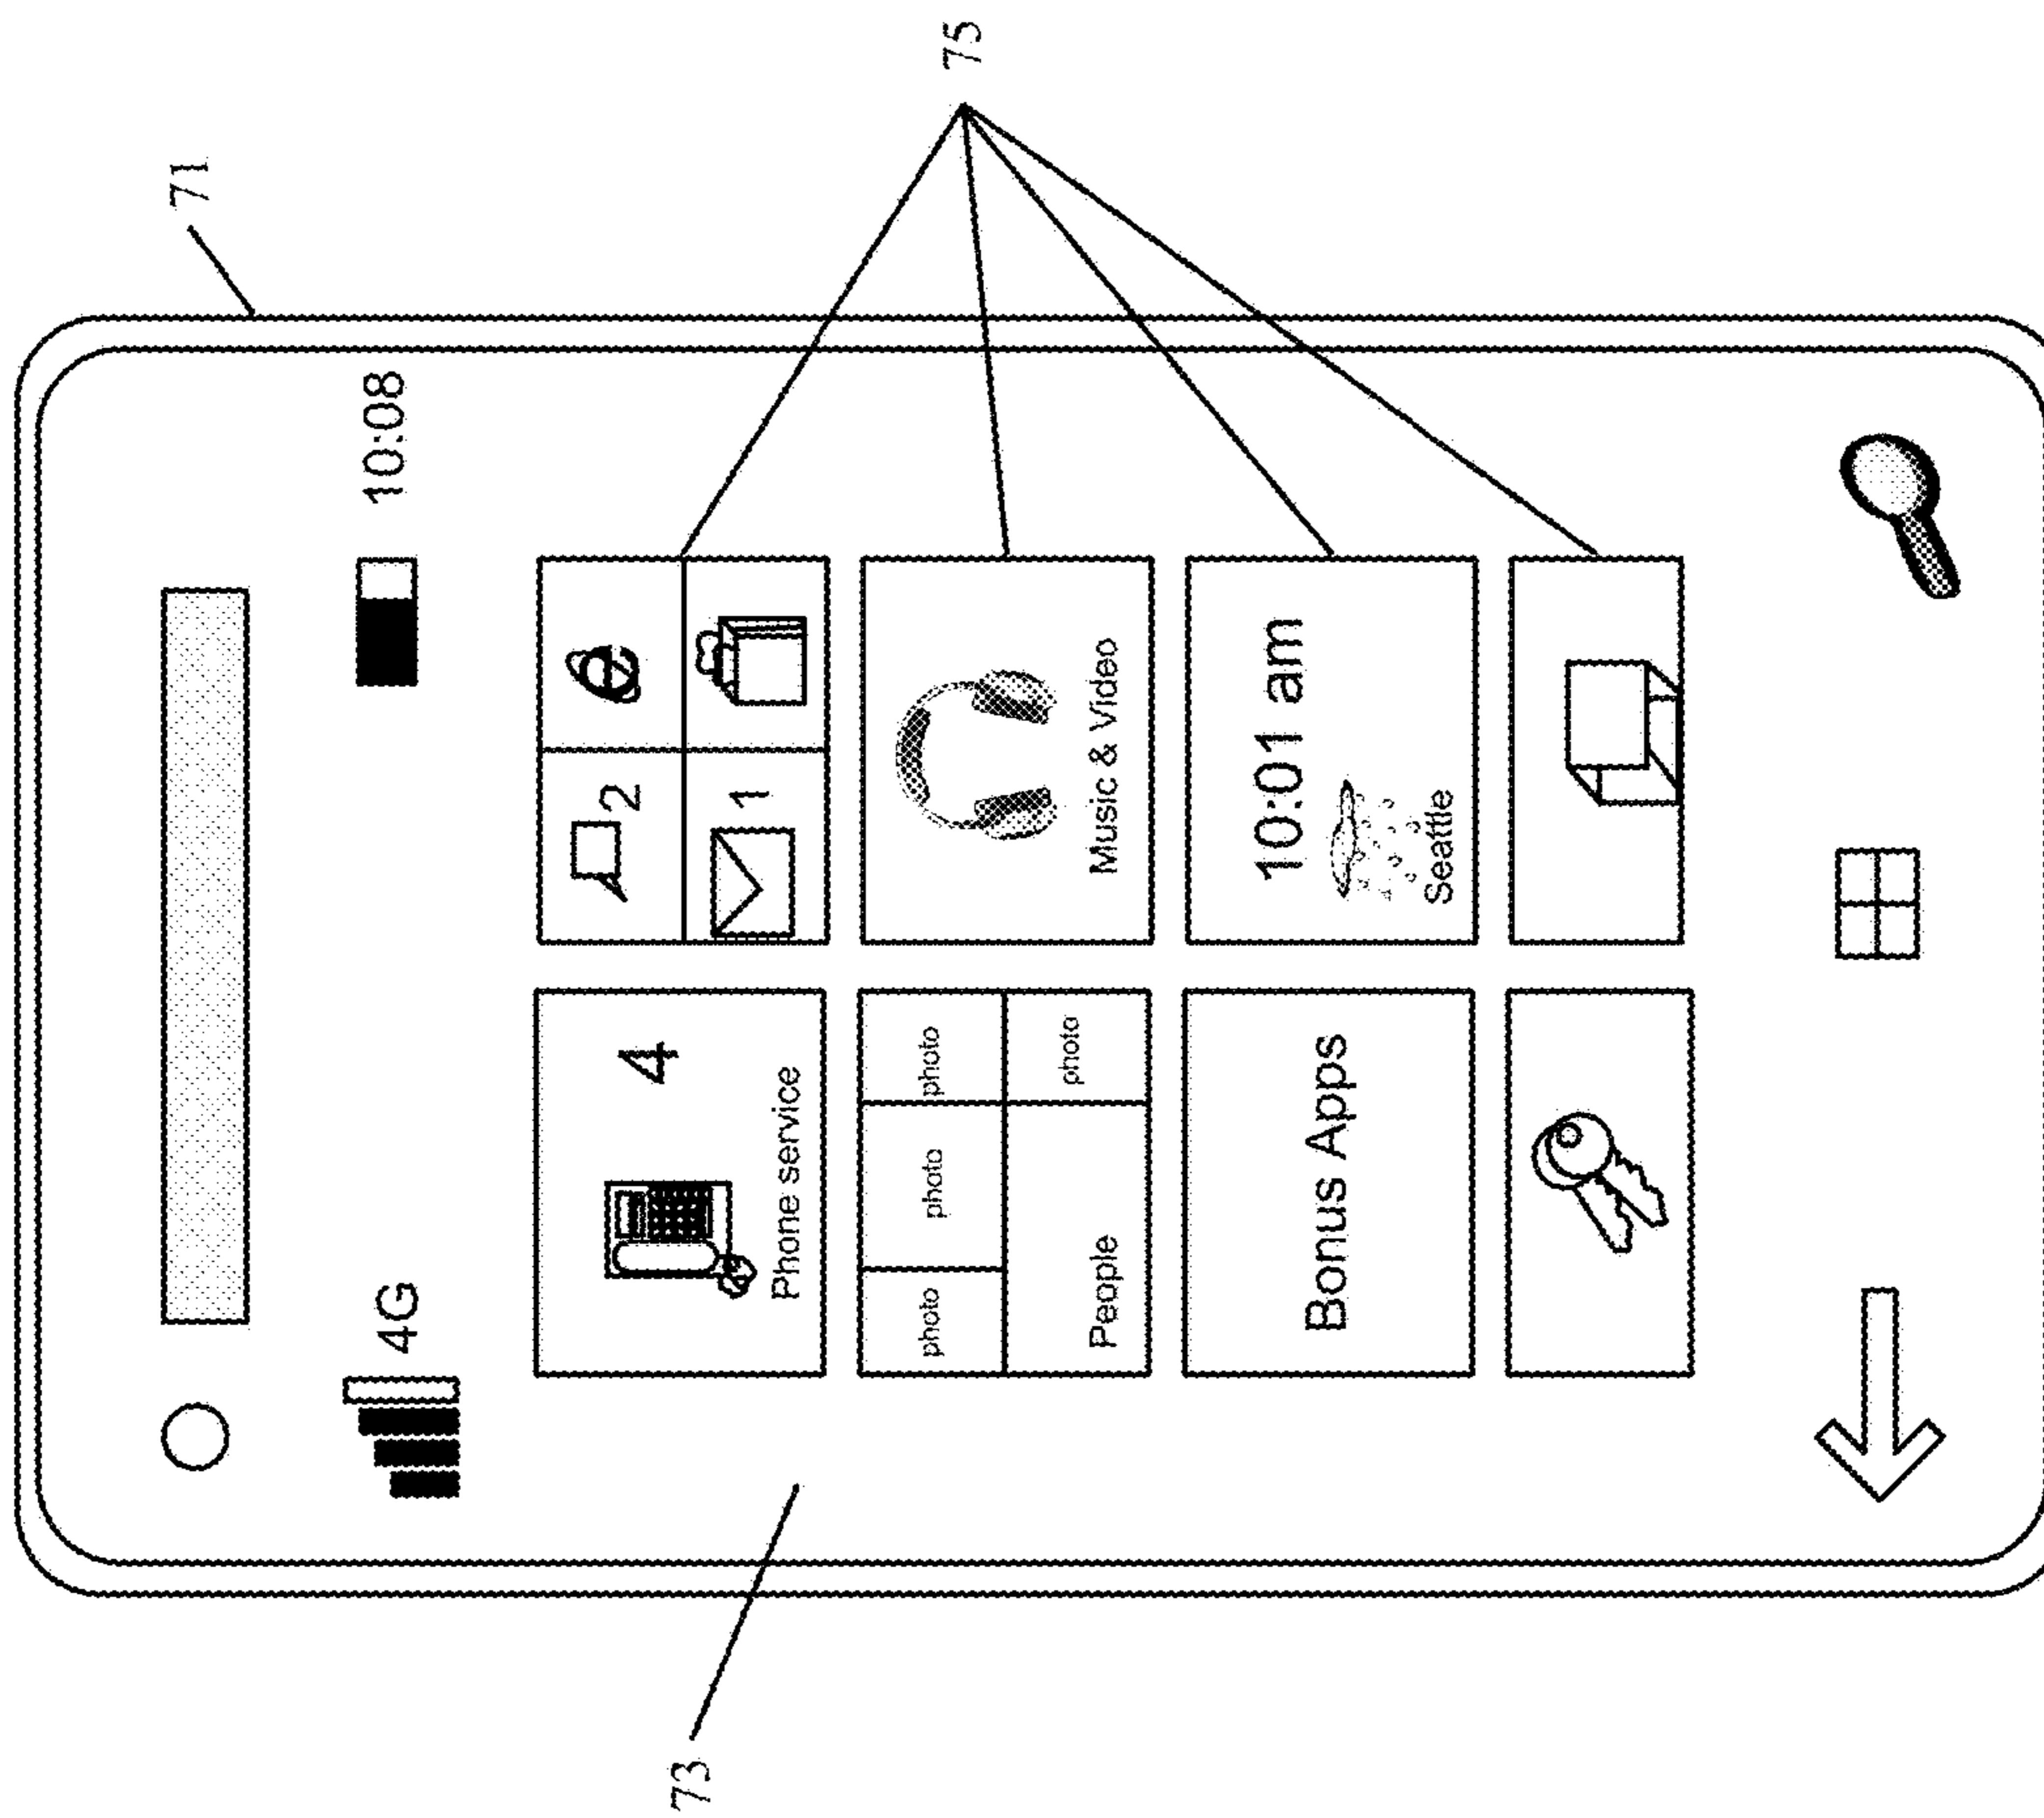 71
4G
10:08
4
Phone service
2
1
75
photo
photo
photo
photo
People
Music & Video
73
Bonus Apps
10:01 am
Seattle